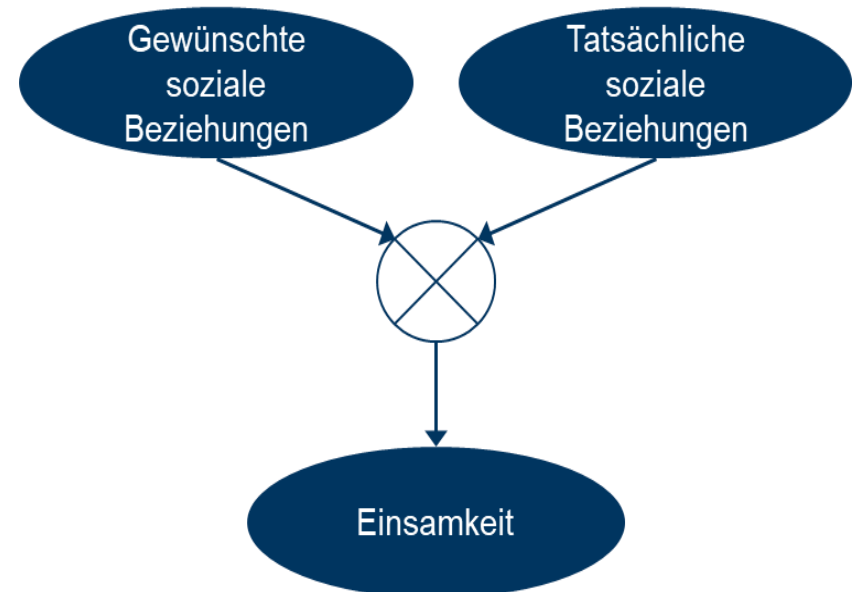 Gewünschte
soziale
Beziehungen
Tatsächliche
soziale
Beziehungen
Einsamkeit